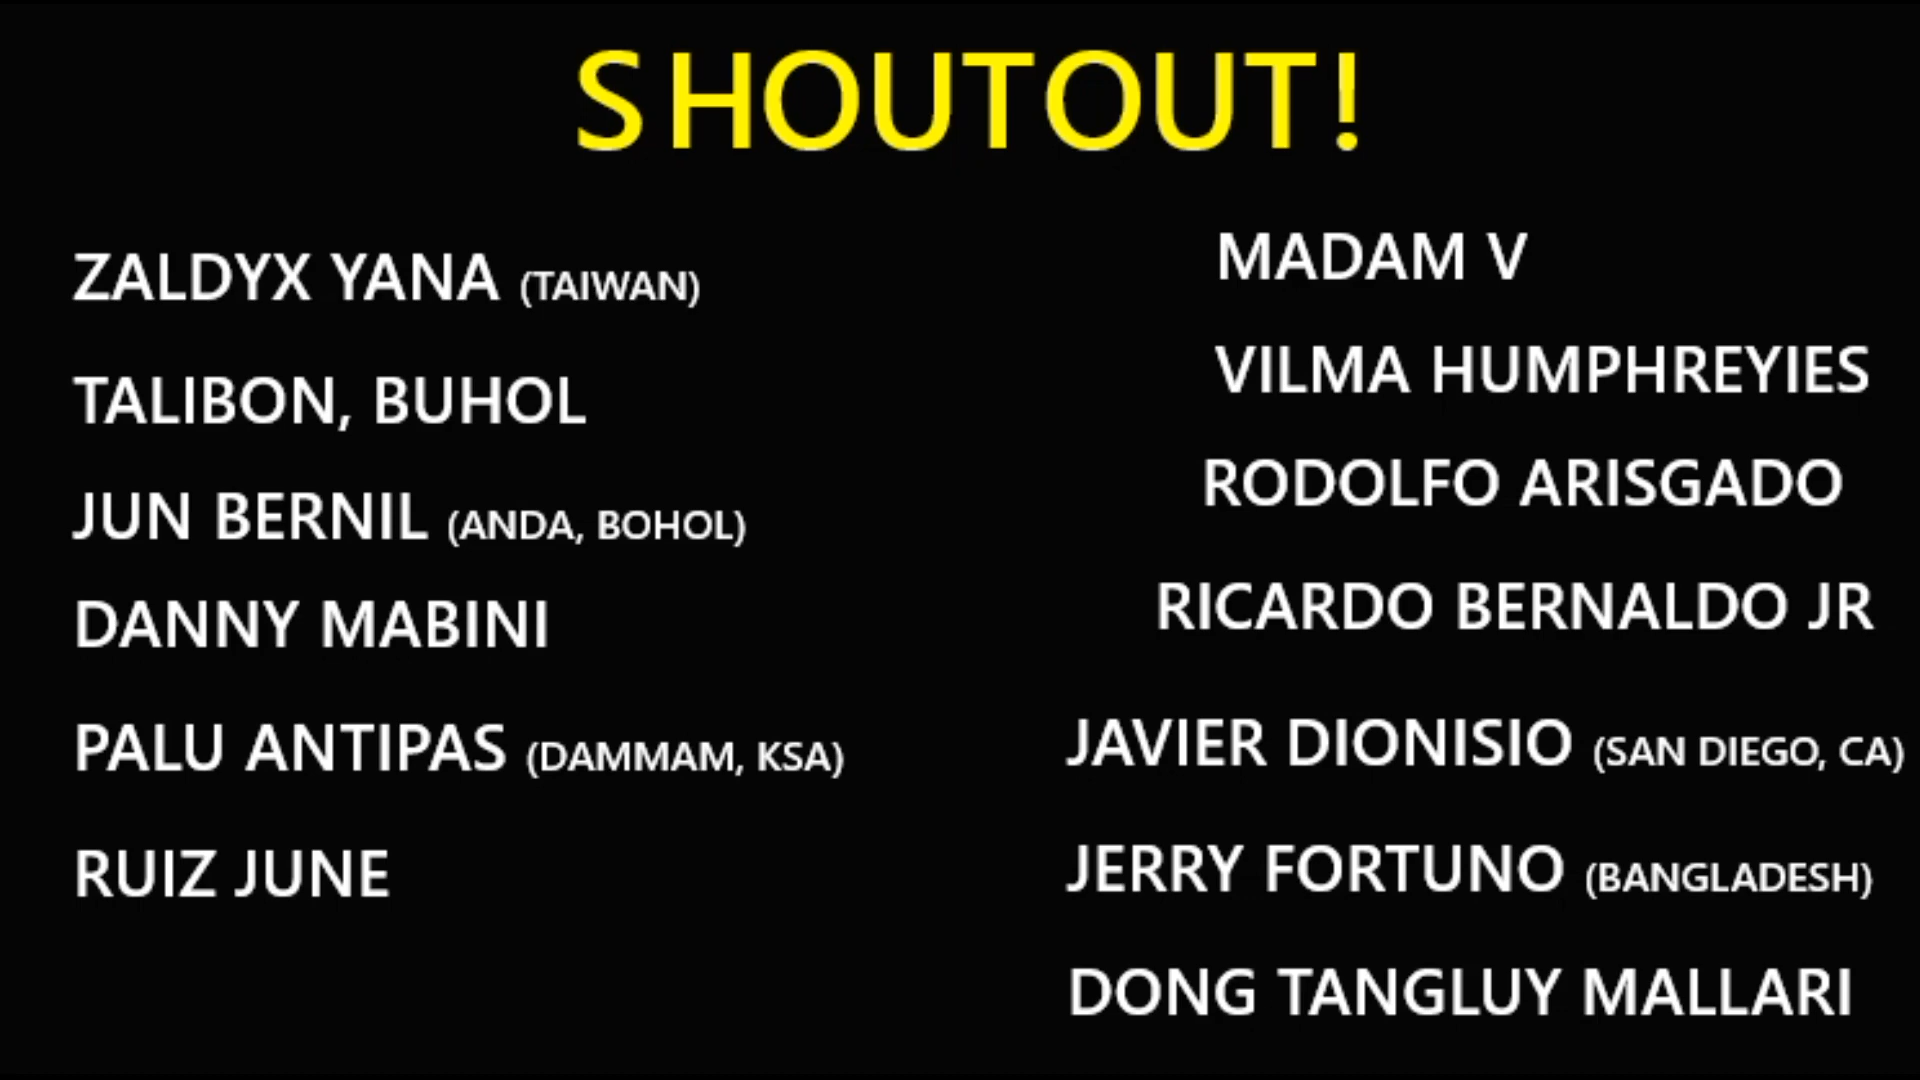 SHOUTOUT!
ZALDYX YANA (TAIWAN)
TALIBON, BUHOL
JUN BERNIL (ANDA, BOHOL)
DANNY MABINI
PALU ANTIPAS (DAMMAM, KSA)
RUIZ JUNE
MADAM V
VILMA HUMPHREYIES
RODOLFO ARISGADO
RICARDO BERNALDO JR
JAVIER DIONISIO (SAN DIEGO, CA)
JERRY FORTUNO (BANGLADESH)
DONG TANGLUY MALLARI